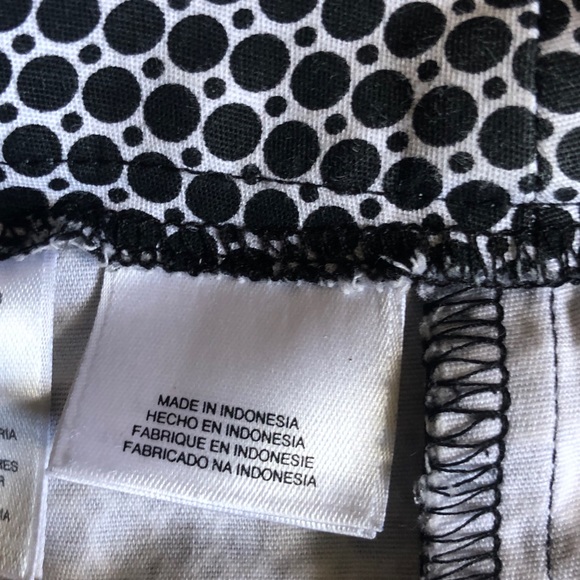 MADE IN INDONESIA
HECHO EN INDONESIA
FABRIQUE EN INDONESIE
FABRICADO NA INDONESIA